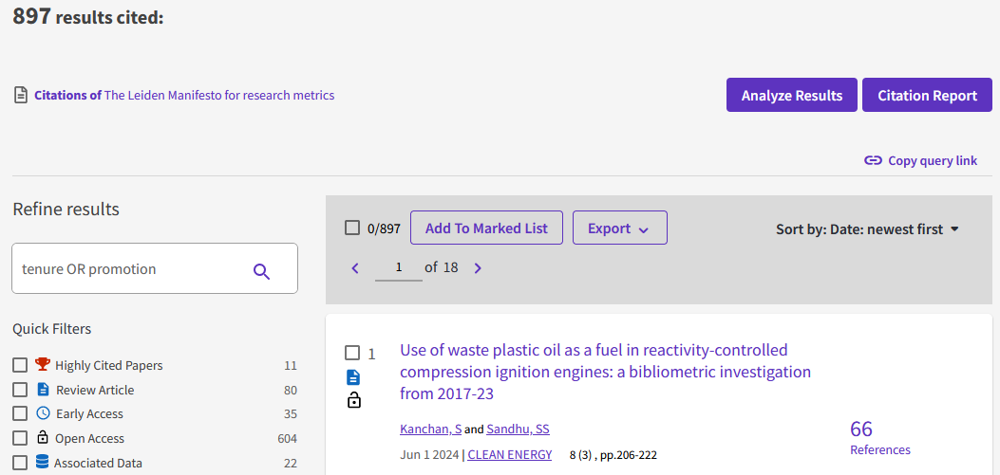 897 results cited:
Citations of The Leiden Manifesto for research metrics
Analyze Results
Citation Report
Copy query link
Refine results
tenure OR promotion
Quick Filters
Highly Cited Papers 11
Review Article 80
Early Access 35
Open Access 604
Associated Data 22
0/897
Add To Marked List
Export
Sort by: Date: newest first
1 of 18
1
Use of waste plastic oil as a fuel in reactivity-controlled
compression ignition engines: a bibliometric investigation
from 2017-23
Kanchan, S and Sandhu, SS
Jun 1 2024 | CLEAN ENERGY 8 (3) , pp.206-222
66
References